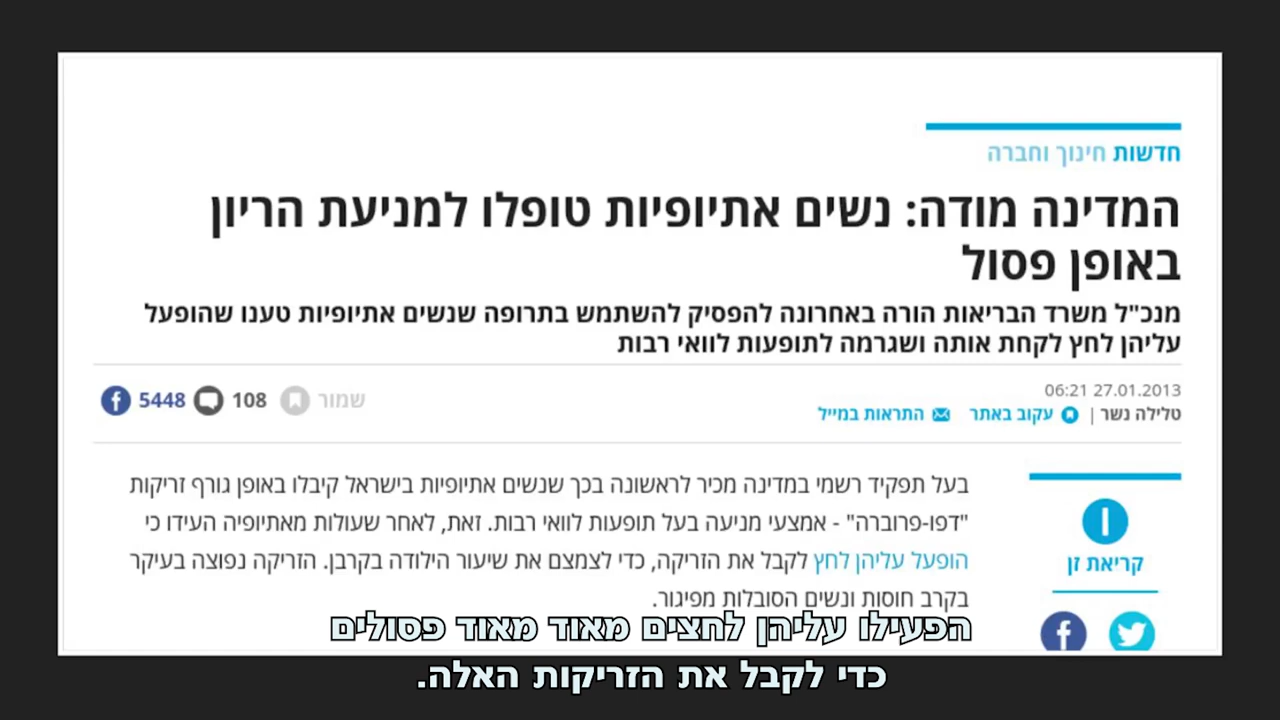 חדשות חינוך וחברה
המדינה מודה: נשים אתיופיות טופלו למניעת הריון
באופן פסול
מנכ"ל משרד הבריאות הורה באחרונה להפסיק להשתמש בתרופה שנשים אתיופיות טענו שהופעל
עליהן לחץ לקחת אותה ושגרמה לתופעות לוואי רבות
06:21 27.01.2013
טלילה נשר | עקוב באתר התראות במייל
שמור 108 5448
בעל תפקיד רשמי במדינה מכיר לראשונה בכך שנשים אתיופיות בישראל קיבלו באופן גורף זריקות
"דפו-פרוברה" - אמצעי מניעה בעל תופעות לוואי רבות. זאת, לאחר שעולות מאתיופיה העידו כי
הופעל עליהן לחץ לקבל את הזריקה, כדי לצמצם את שיעור הילודה בקרבן. הזריקה נפוצה בעיקר
בקרב חוסות ונשים הסובלות מפיגור.
קריאת זן
הפעילו עליהן לחצים מאוד מאוד פסולים
כדי לקבל את הזריקות האלה.